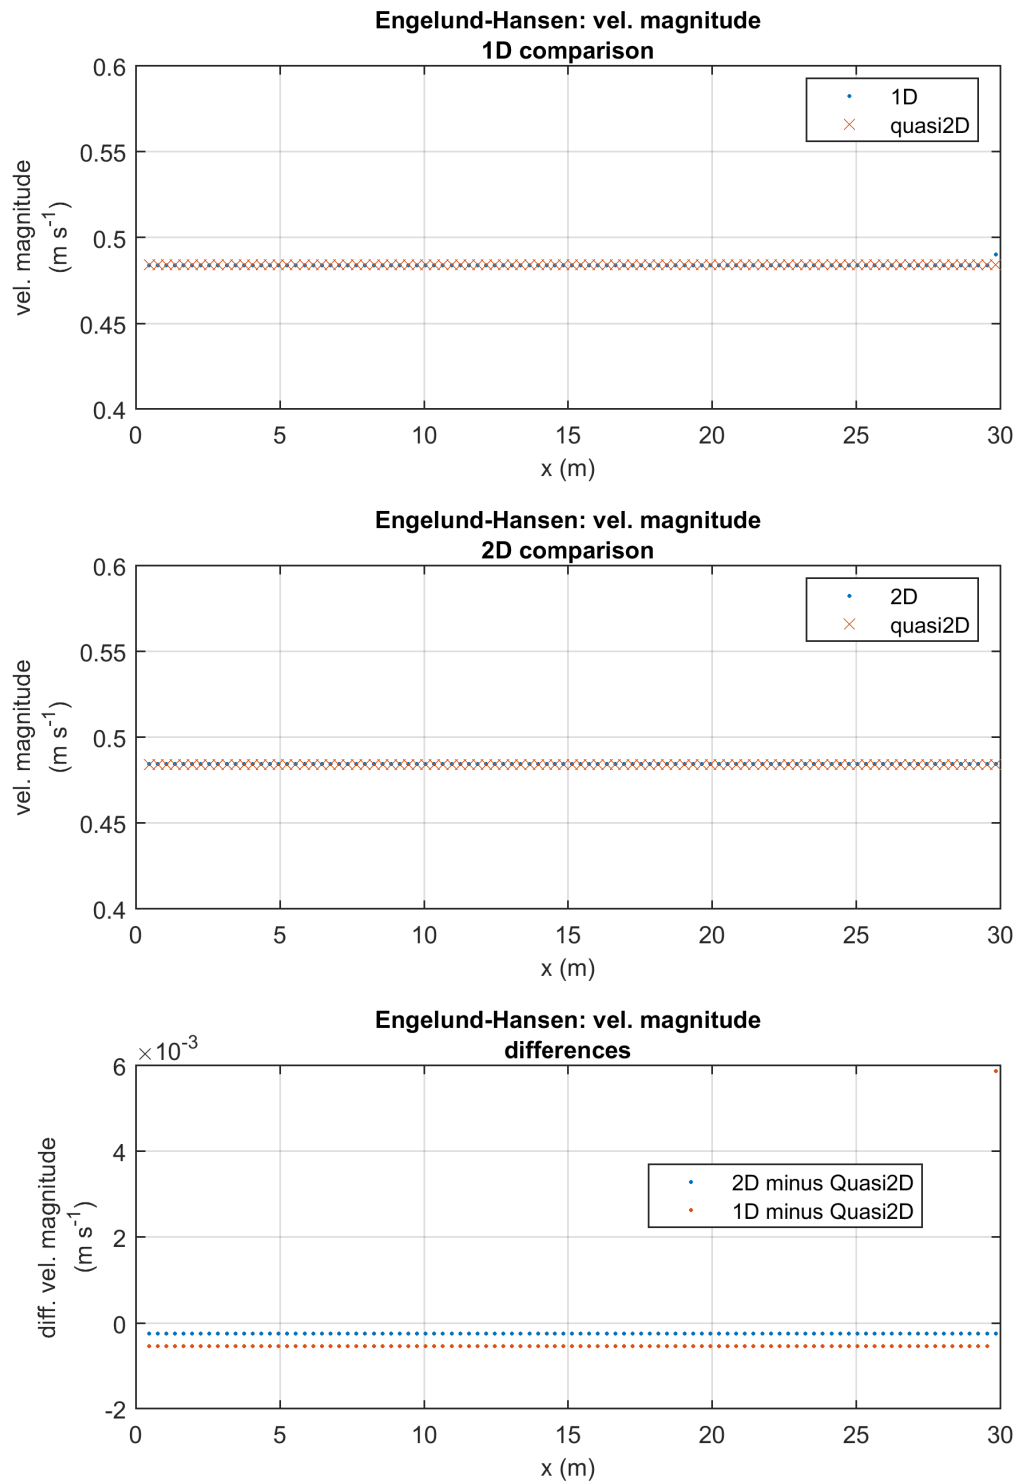 Engelund-Hansen: vel. magnitude
1D comparison
0.6
0.55
0.5
0.45
0.4
vel. magnitude
(m s⁻¹)
1D
quasi2D
0 5 10 15 20 25 30
x (m)
Engelund-Hansen: vel. magnitude
2D comparison
0.6
0.55
0.5
0.45
0.4
vel. magnitude
(m s⁻¹)
2D
quasi2D
0 5 10 15 20 25 30
x (m)
Engelund-Hansen: vel. magnitude
differences
×10⁻³
6
4
2
0
-2
diff. vel. magnitude
(m s⁻¹)
2D minus Quasi2D
1D minus Quasi2D
0 5 10 15 20 25 30
x (m)